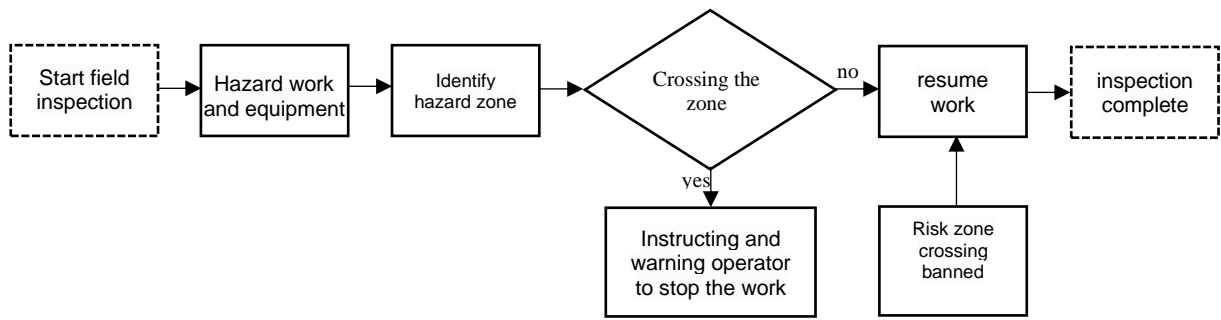 Start field
inspection
Hazard work
and equipment
Identify
hazard zone
Crossing the
zone
no
resume
work
inspection
complete
yes
Instructing and
warning operator
to stop the work
Risk zone
crossing
banned